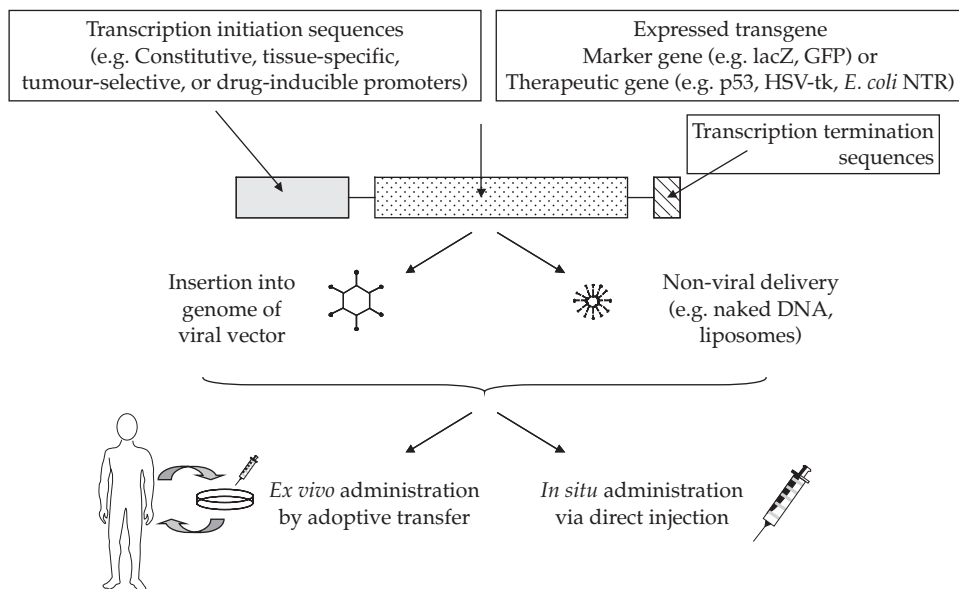 Transcription initiation sequences
(e.g. Constitutive, tissue-specific,
tumour-selective, or drug-inducible promoters)
Expressed transgene
Marker gene (e.g. lacZ, GFP) or
Therapeutic gene (e.g. p53, HSV-tk, E. coli NTR)
Transcription termination
sequences
Insertion into
genome of
viral vector
Non-viral delivery
(e.g. naked DNA,
liposomes)
Ex vivo administration
by adoptive transfer
In situ administration
via direct injection